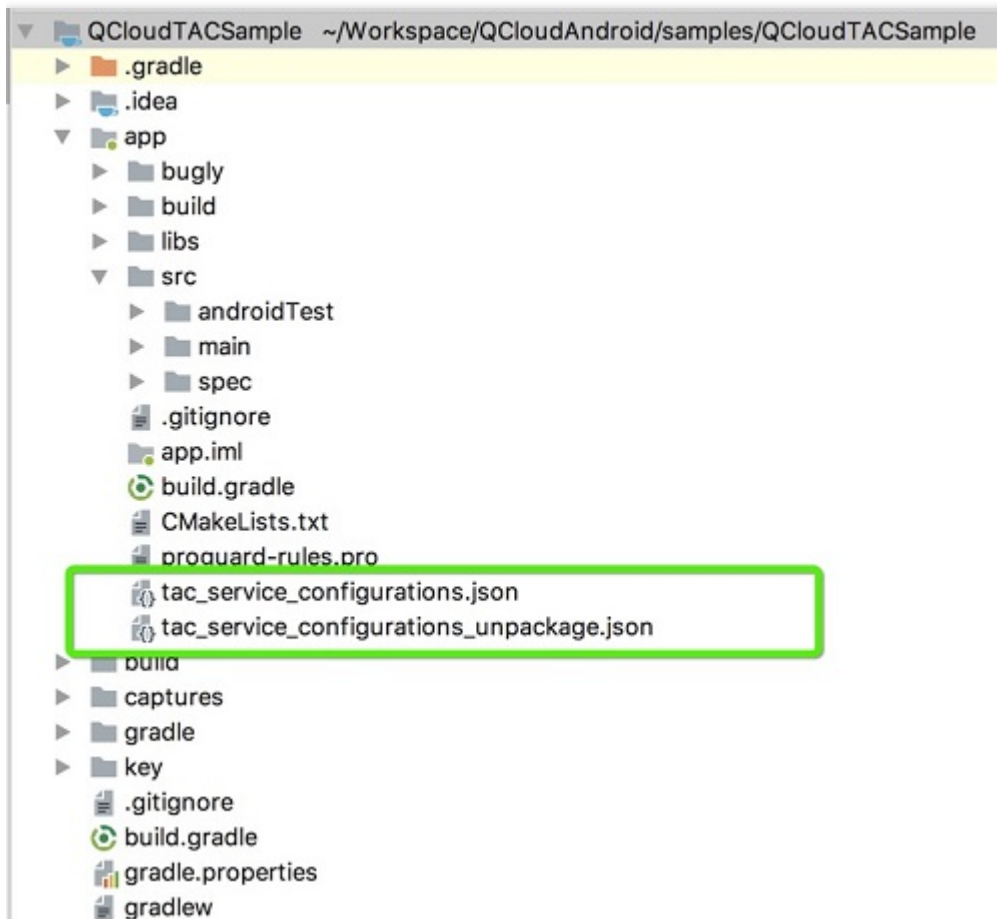 QCloudTACSample ~/Workspace/QCloudAndroid/samples/QCloudTACSample
.gradle
.idea
app
bugly
build
libs
src
androidTest
main
spec
.gitignore
app.iml
build.gradle
CMakeLists.txt
proguard-rules.pro
tac_service_configurations.json
tac_service_configurations_unpackage.json
build
captures
gradle
key
.gitignore
build.gradle
gradle.properties
gradlew